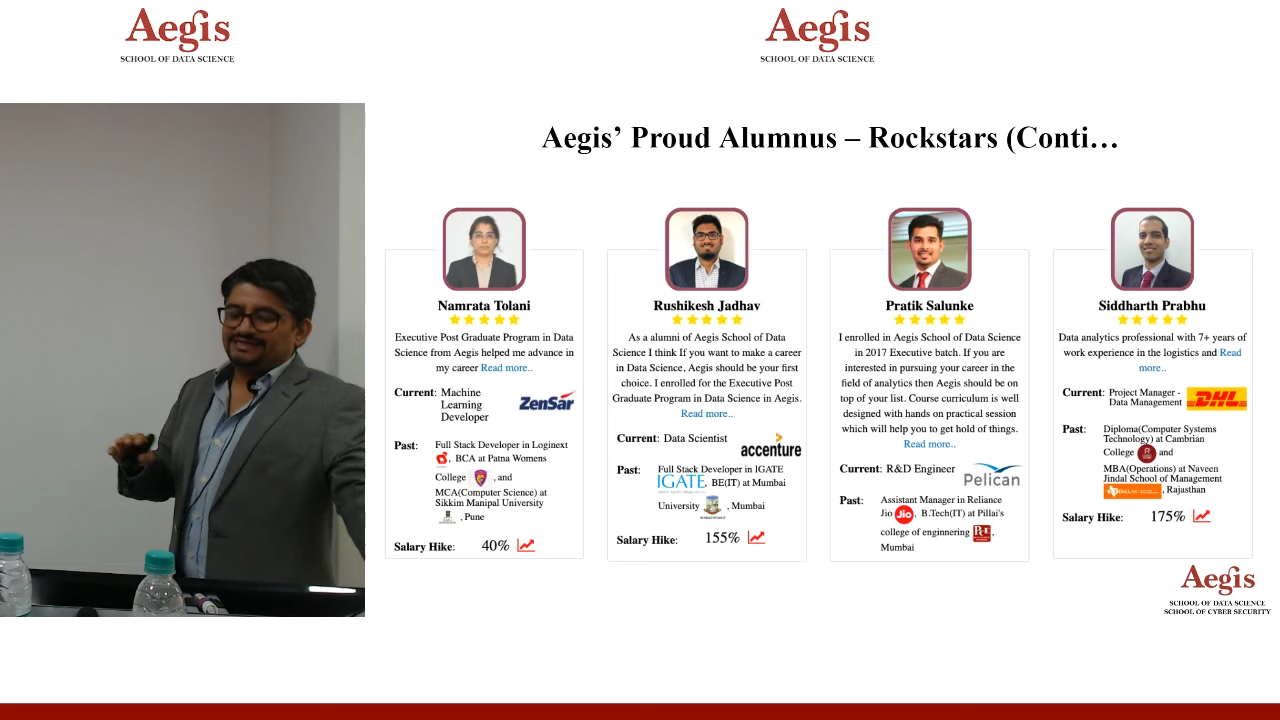 Aegis
SCHOOL OF DATA SCIENCE
Aegis
SCHOOL OF DATA SCIENCE
Aegis’ Proud Alumnus – Rockstars (Conti…
Namrata Tolani
Executive Post Graduate Program in Data
Science from Aegis helped me advance in
my career Read more..
Current: Machine
Learning
Developer
ZENSAR
Past: Full Stack Developer in Loginext
, BCA at Patna Womens
College , and
MCA(Computer Science) at
Sikkim Manipal University
, Pune
Salary Hike: 40%
Rushikesh Jadhav
As a alumni of Aegis School of Data
Science I think If you want to make a career
in Data Science, Aegis should be your first
choice. I enrolled for the Executive Post
Graduate Program in Data Science in Aegis.
Read more..
Current: Data Scientist
accenture
Past: Full Stack Developer in IGATE
IGATE, BE(IT) at Mumbai
University , Mumbai
Salary Hike: 155%
Pratik Salunke
I enrolled in Aegis School of Data Science
in 2017 Executive batch. If you are
interested in pursuing your career in the
field of analytics then Aegis should be on
top of your list. Course curriculum is well
designed with hands on practical session
which will help you to get hold of things.
Read more..
Current: R&D Engineer
Pelican
Past: Assistant Manager in Reliance
Jio Jio, B.Tech(IT) at Pillai's
college of enginnering PCE,
Mumbai
Siddharth Prabhu
Data analytics professional with 7+ years of
work experience in the logistics and Read
more..
Current: Project Manager -
Data Management
DHL
Past: Diploma(Computer Systems
Technology) at Cambrian
College and
MBA(Operations) at Naveen
Jindal School of Management
, Rajasthan
Salary Hike: 175%
Aegis
SCHOOL OF DATA SCIENCE
SCHOOL OF CYBER SECURITY